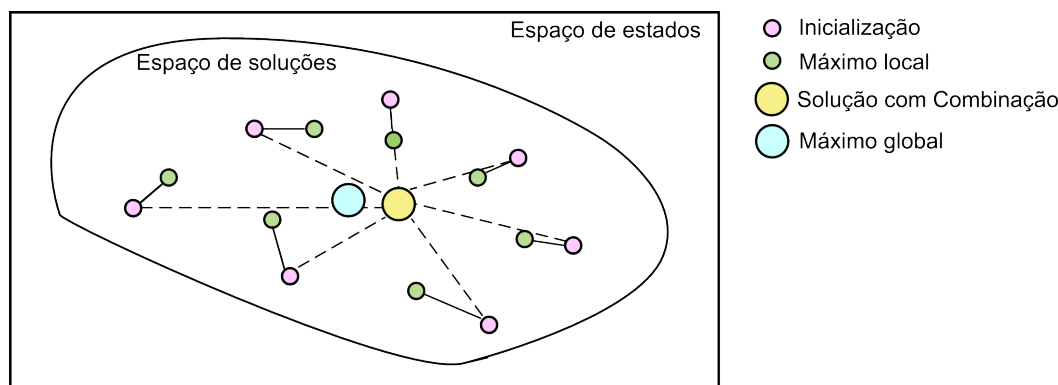 Espaço de estados
Espaço de soluções
Inicialização
Máximo local
Solução com Combinação
Máximo global